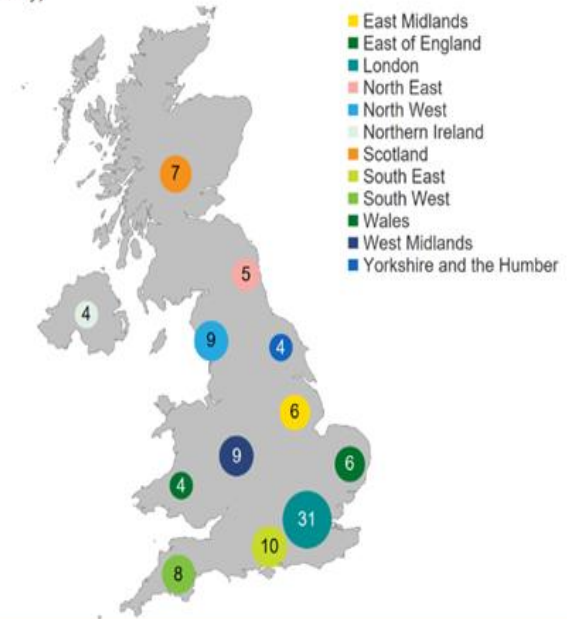 East Midlands
East of England
London
North East
North West
Northern Ireland
Scotland
South East
South West
Wales
West Midlands
Yorkshire and the Humber
7
5
4
9
4
6
9
6
4
31
10
8